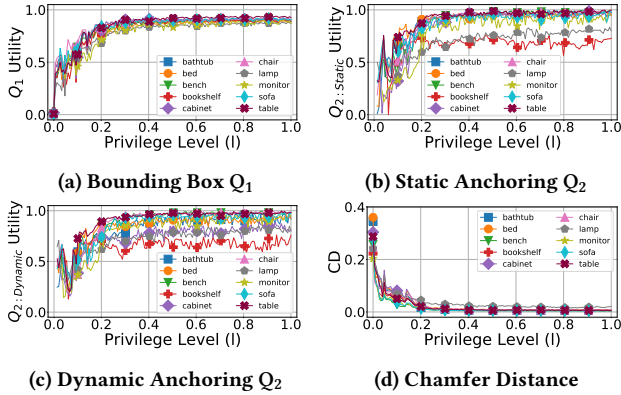 1.0
0.5
0.0
Q1 Utility
bathtub
bed
bench
bookshelf
cabinet
chair
lamp
monitor
sofa
table
0.0 0.2 0.4 0.6 0.8 1.0
Privilege Level (l)
(a) Bounding Box Q1
1.0
0.5
0.0
Q2:Static Utility
bathtub
bed
bench
bookshelf
cabinet
chair
lamp
monitor
sofa
table
0.0 0.2 0.4 0.6 0.8 1.0
Privilege Level (l)
(b) Static Anchoring Q2
1.0
0.5
0.0
Q2:Dynamic Utility
bathtub
bed
bench
bookshelf
cabinet
chair
lamp
monitor
sofa
table
0.0 0.2 0.4 0.6 0.8 1.0
Privilege Level (l)
(c) Dynamic Anchoring Q2
0.4
0.2
0.0
CD
bathtub
bed
bench
bookshelf
cabinet
chair
lamp
monitor
sofa
table
0.0 0.2 0.4 0.6 0.8 1.0
Privilege Level (l)
(d) Chamfer Distance